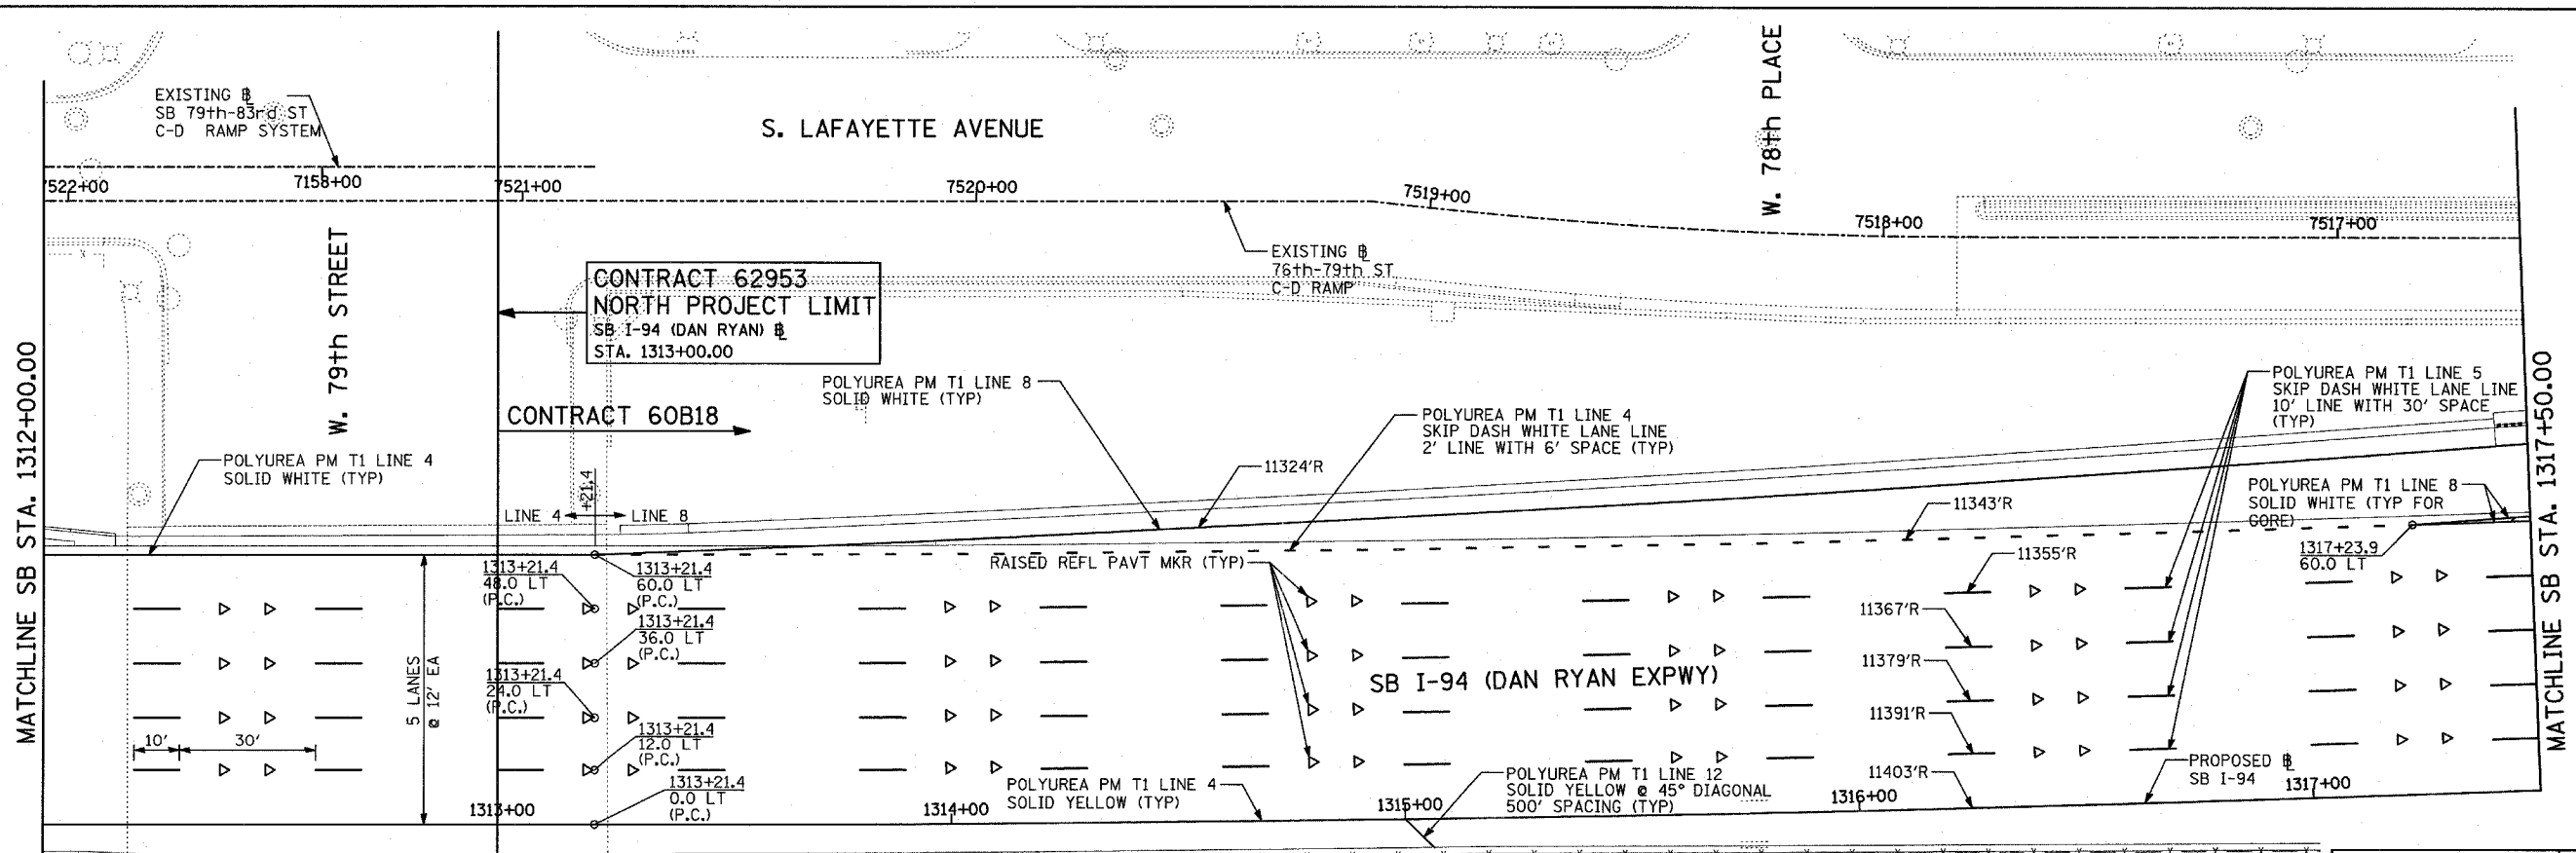 W. 78th PLACE
EXISTING ℄
SB 79th-83rd ST
C-D RAMP SYSTEM
S. LAFAYETTE AVENUE
7522+00
7158+00
7521+00
7520+00
7519+00
7518+00
7517+00
W. 79th STREET
EXISTING ℄
76th-79th ST
C-D RAMP
CONTRACT 62953
NORTH PROJECT LIMIT
SB I-94 (DAN RYAN) ℄
STA. 1313+00.00
CONTRACT 60B18
MATCHLINE SB STA. 1312+00.00
POLYUREA PM T1 LINE 4
SOLID WHITE (TYP)
POLYUREA PM T1 LINE 8
SOLID WHITE (TYP)
POLYUREA PM T1 LINE 4
SKIP DASH WHITE LANE LINE
2' LINE WITH 6' SPACE (TYP)
POLYUREA PM T1 LINE 5
SKIP DASH WHITE LANE LINE
10' LINE WITH 30' SPACE
(TYP)
MATCHLINE SB STA. 1317+50.00
+21.4
LINE 4
LINE 8
11324'R
11343'R
POLYUREA PM T1 LINE 8
SOLID WHITE (TYP FOR
GORE)
1317+23.9
60.0 LT
RAISED REFL PAVT MKR (TYP)
1313+21.4
48.0 LT
(P.C.)
1313+21.4
60.0 LT
(P.C.)
1313+21.4
36.0 LT
(P.C.)
1313+21.4
24.0 LT
(P.C.)
1313+21.4
12.0 LT
(P.C.)
1313+21.4
0.0 LT
(P.C.)
5 LANES
@ 12' EA
10'
30'
11355'R
11367'R
11379'R
11391'R
11403'R
SB I-94 (DAN RYAN EXPWY)
POLYUREA PM T1 LINE 4
SOLID YELLOW (TYP)
POLYUREA PM T1 LINE 12
SOLID YELLOW @ 45° DIAGONAL
500' SPACING (TYP)
PROPOSED ℄
SB I-94
1313+00
1314+00
1315+00
1316+00
1317+00